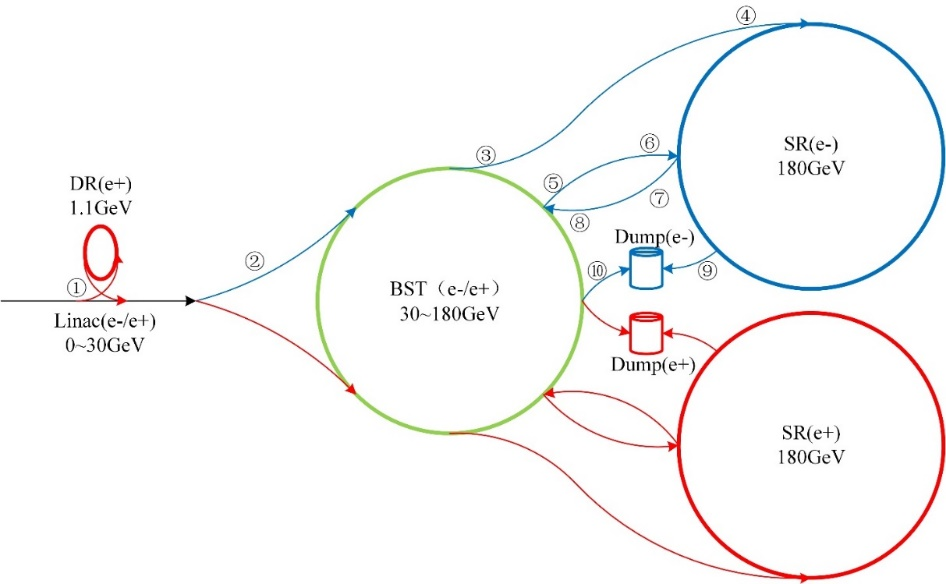 ④
③
⑥
SR(e-)
180GeV
DR(e+)
1.1GeV
⑤
⑦
⑧
②
Dump(e-)
⑩
⑨
①
BST（e-/e+）
30~180GeV
Linac(e-/e+)
0~30GeV
Dump(e+)
SR(e+)
180GeV